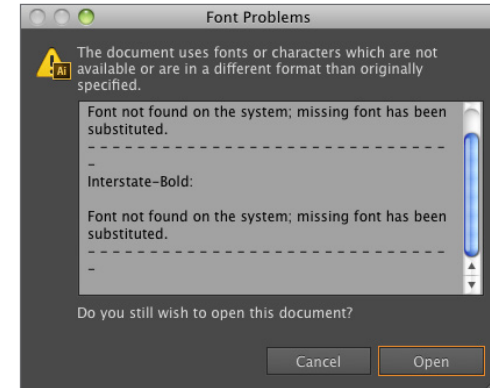 Font Problems
The document uses fonts or characters which are not
available or are in a different format than originally
specified.
Ai
Font not found on the system; missing font has been
substituted.
- - - - - - - - - - - - - - - - - - - - - - - - - - - - - -
-
Interstate-Bold:
Font not found on the system; missing font has been
substituted.
- - - - - - - - - - - - - - - - - - - - - - - - - - - - - -
-
Do you still wish to open this document?
Cancel Open